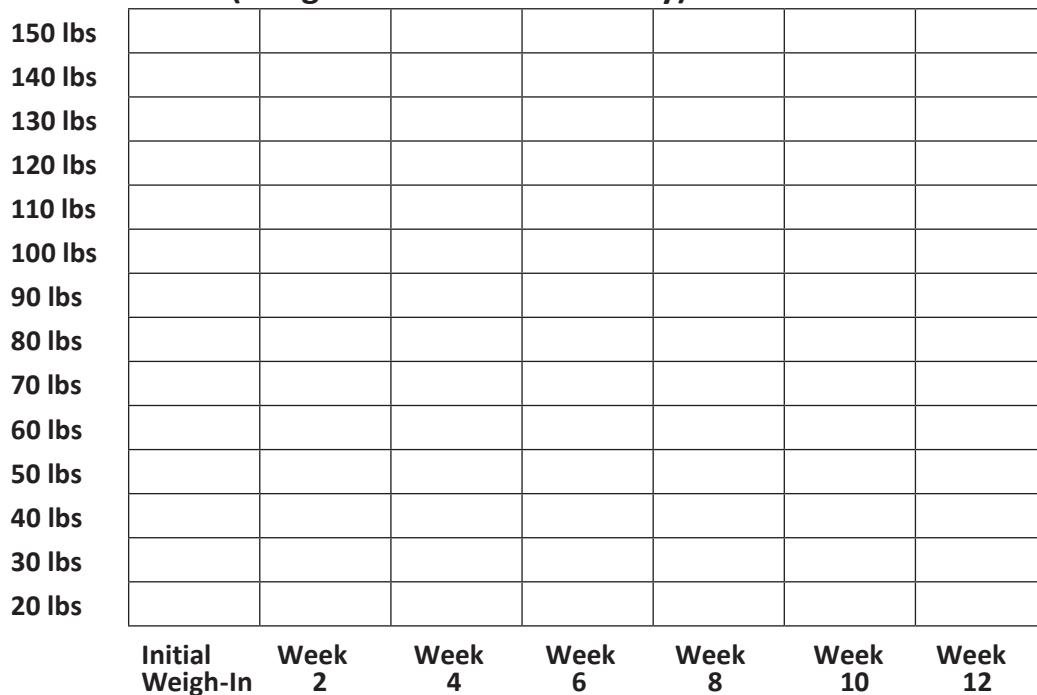 150 lbs
140 lbs
130 lbs
120 lbs
110 lbs
100 lbs
90 lbs
80 lbs
70 lbs
60 lbs
50 lbs
40 lbs
30 lbs
20 lbs
Initial Week Week Week Week Week Week
Weigh-In 2 4 6 8 10 12